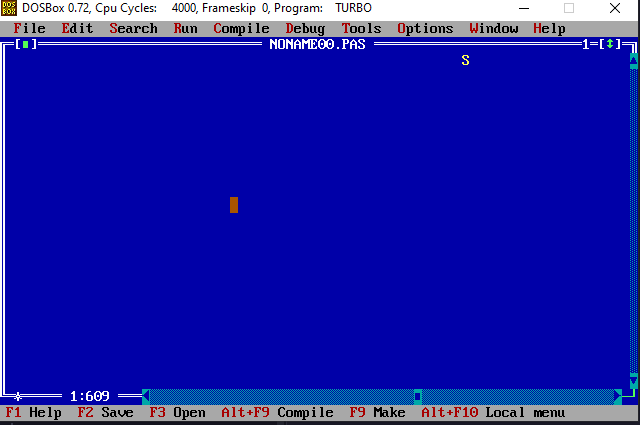 DOSBox 0.72, Cpu Cycles: 4000, Frameskip 0, Program: TURBO
File Edit Search Run Compile Debug Tools Options Window Help
[■] NONAME00.PAS 1=[↕]
S
* 1:609
F1 Help F2 Save F3 Open Alt+F9 Compile F9 Make Alt+F10 Local menu